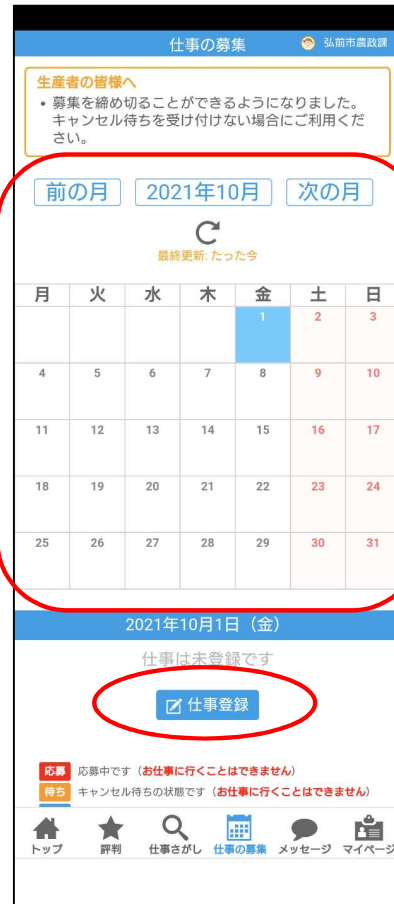 仕事の募集
弘前市農政課
生産者の皆様へ
• 募集を締め切ることができるようになりました。
キャンセル待ちを受け付けない場合にご利用くだ
さい。
前の月 2021年10月 次の月
最終更新: たった今
月 火 水 木 金 土 日
1 2 3
4 5 6 7 8 9 10
11 12 13 14 15 16 17
18 19 20 21 22 23 24
25 26 27 28 29 30 31
2021年10月1日（金）
仕事は未登録です
仕事登録
応募 応募中です（お仕事に行くことはできません）
待ち キャンセル待ちの状態です（お仕事に行くことはできません）
トップ 評判 仕事さがし 仕事の募集 メッセージ マイページ